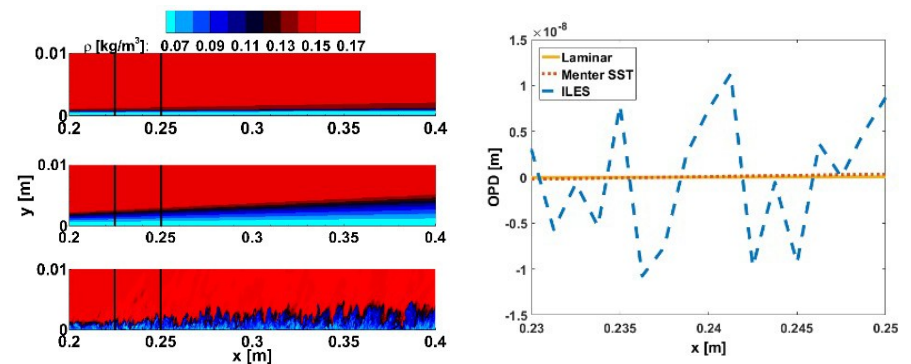 ρ [kg/m³]: 0.07 0.09 0.11 0.13 0.15 0.17
0.01
0
0.2 0.25 0.3 0.35 0.4
0.01
0
0.2 0.25 0.3 0.35 0.4
y [m]
0.01
0
0.2 0.25 0.3 0.35 0.4
x [m]
×10⁻⁸
1.5
1
0.5
0
-0.5
-1
-1.5
OPD [m]
Laminar
Menter SST
ILES
0.23 0.235 0.24 0.245 0.25
x [m]